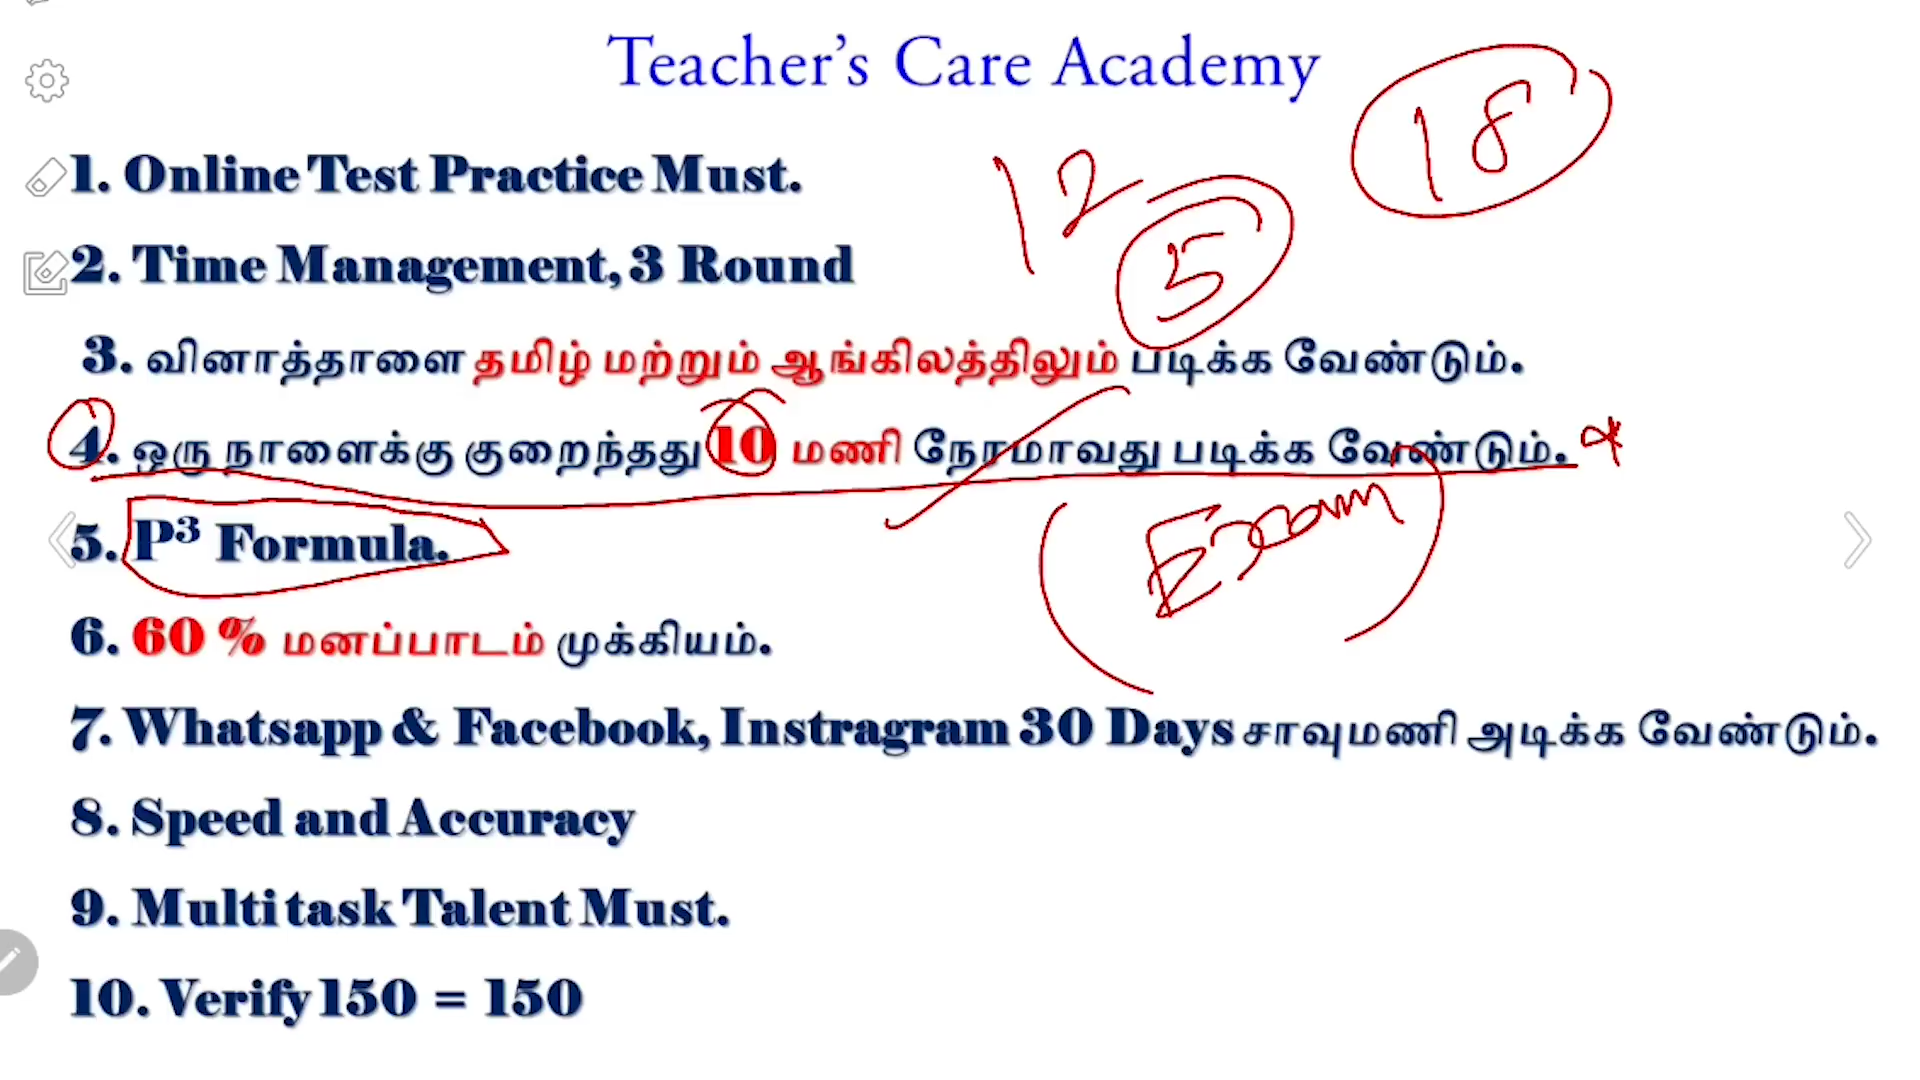 Teacher's Care Academy
18
1. Online Test Practice Must.
12
5
2. Time Management, 3 Round
3. வினாத்தாளை தமிழ் மற்றும் ஆங்கிலத்திலும் படிக்க வேண்டும்.
4. ஒரு நாளைக்கு குறைந்தது 10 மணி நேரமாவது படிக்க வேண்டும். *
5. P³ Formula.
Exam
6. 60 % மனப்பாடம் முக்கியம்.
7. Whatsapp & Facebook, Instragram 30 Days சாவுமணி அடிக்க வேண்டும்.
8. Speed and Accuracy
9. Multi task Talent Must.
10. Verify 150 = 150